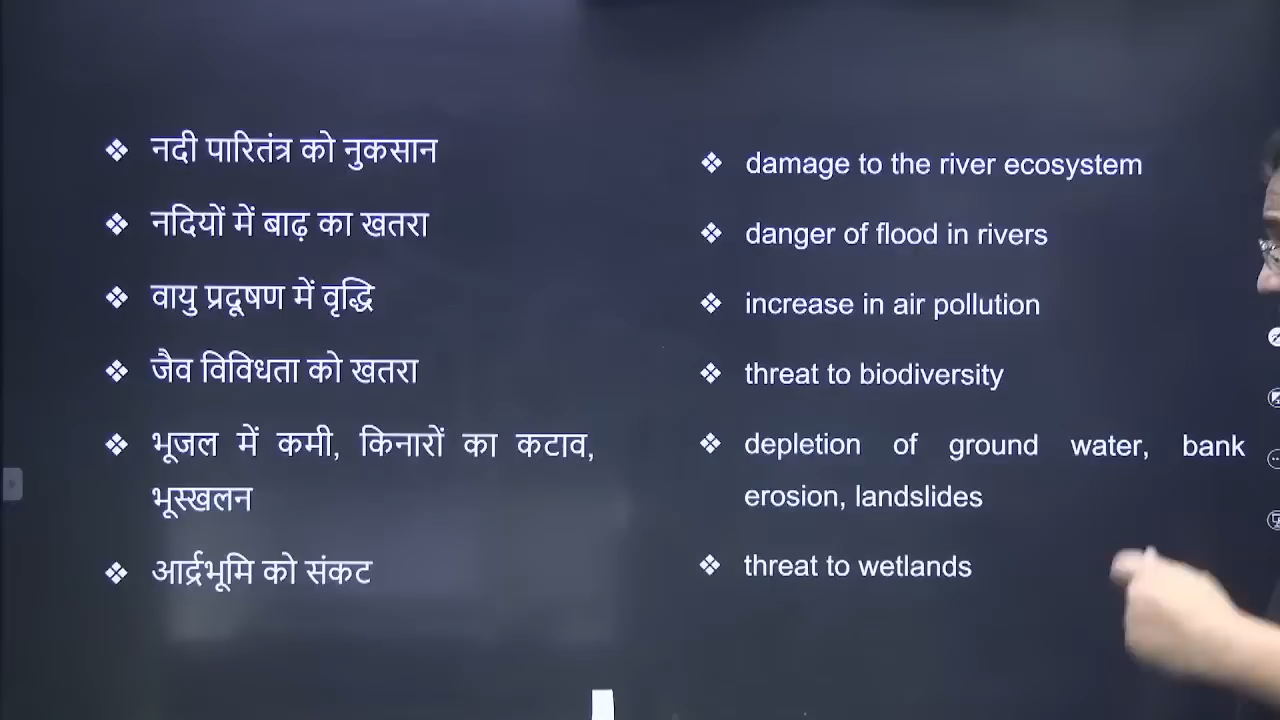 ❖ नदी पारितंत्र को नुकसान
❖ नदियों में बाढ़ का खतरा
❖ वायु प्रदूषण में वृद्धि
❖ जैव विविधता को खतरा
❖ भूजल में कमी, किनारों का कटाव,
भूस्खलन
❖ आर्द्रभूमि को संकट
❖ damage to the river ecosystem
❖ danger of flood in rivers
❖ increase in air pollution
❖ threat to biodiversity
❖ depletion of ground water, bank
erosion, landslides
❖ threat to wetlands